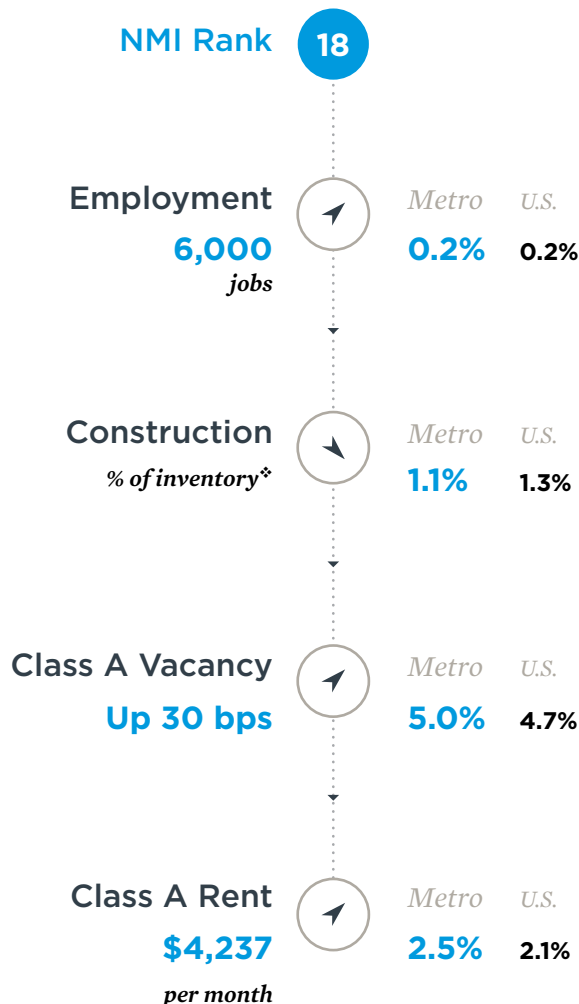 NMI Rank 18
Employment Metro U.S.
6,000 0.2% 0.2%
jobs
Construction Metro U.S.
% of inventory❖ 1.1% 1.3%
Class A Vacancy Metro U.S.
Up 30 bps 5.0% 4.7%
Class A Rent Metro U.S.
$4,237 2.5% 2.1%
per month